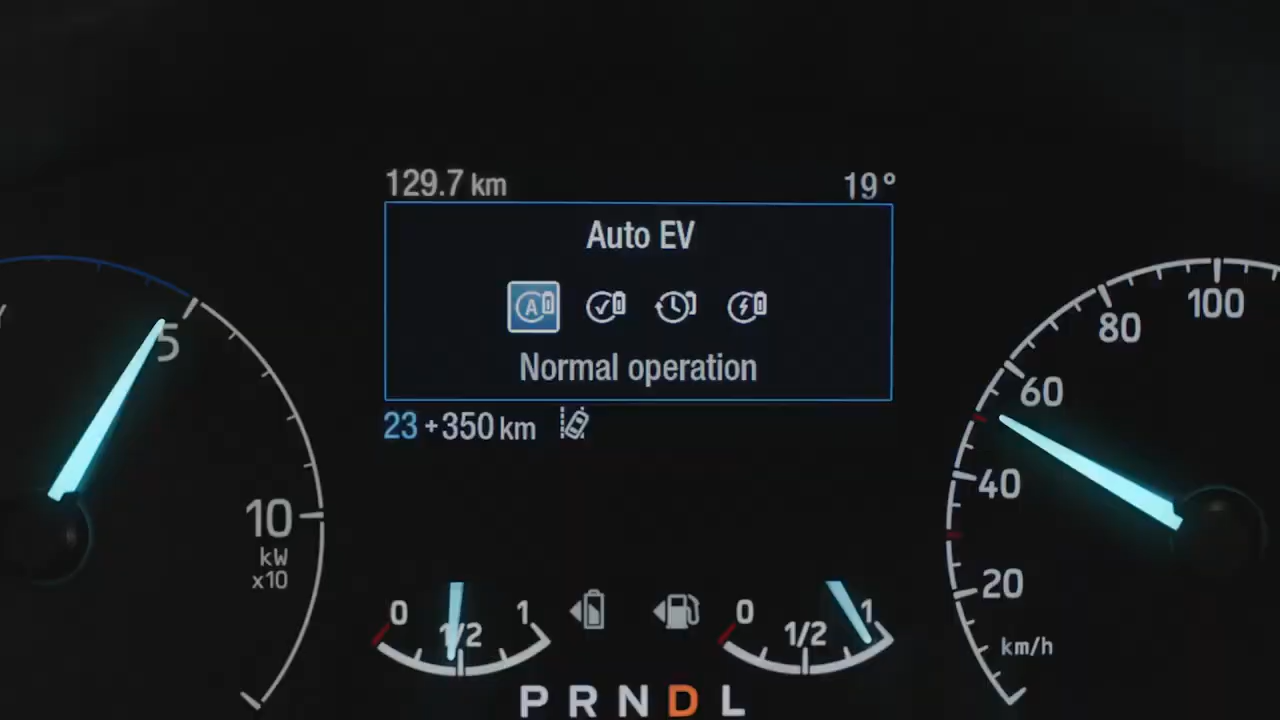 129.7 km 19°
Auto EV
A
Normal operation
23 +350 km
5
10
kW
x10
0 1/2 1
0 1/2 1
100
80
60
40
20
km/h
P R N D L